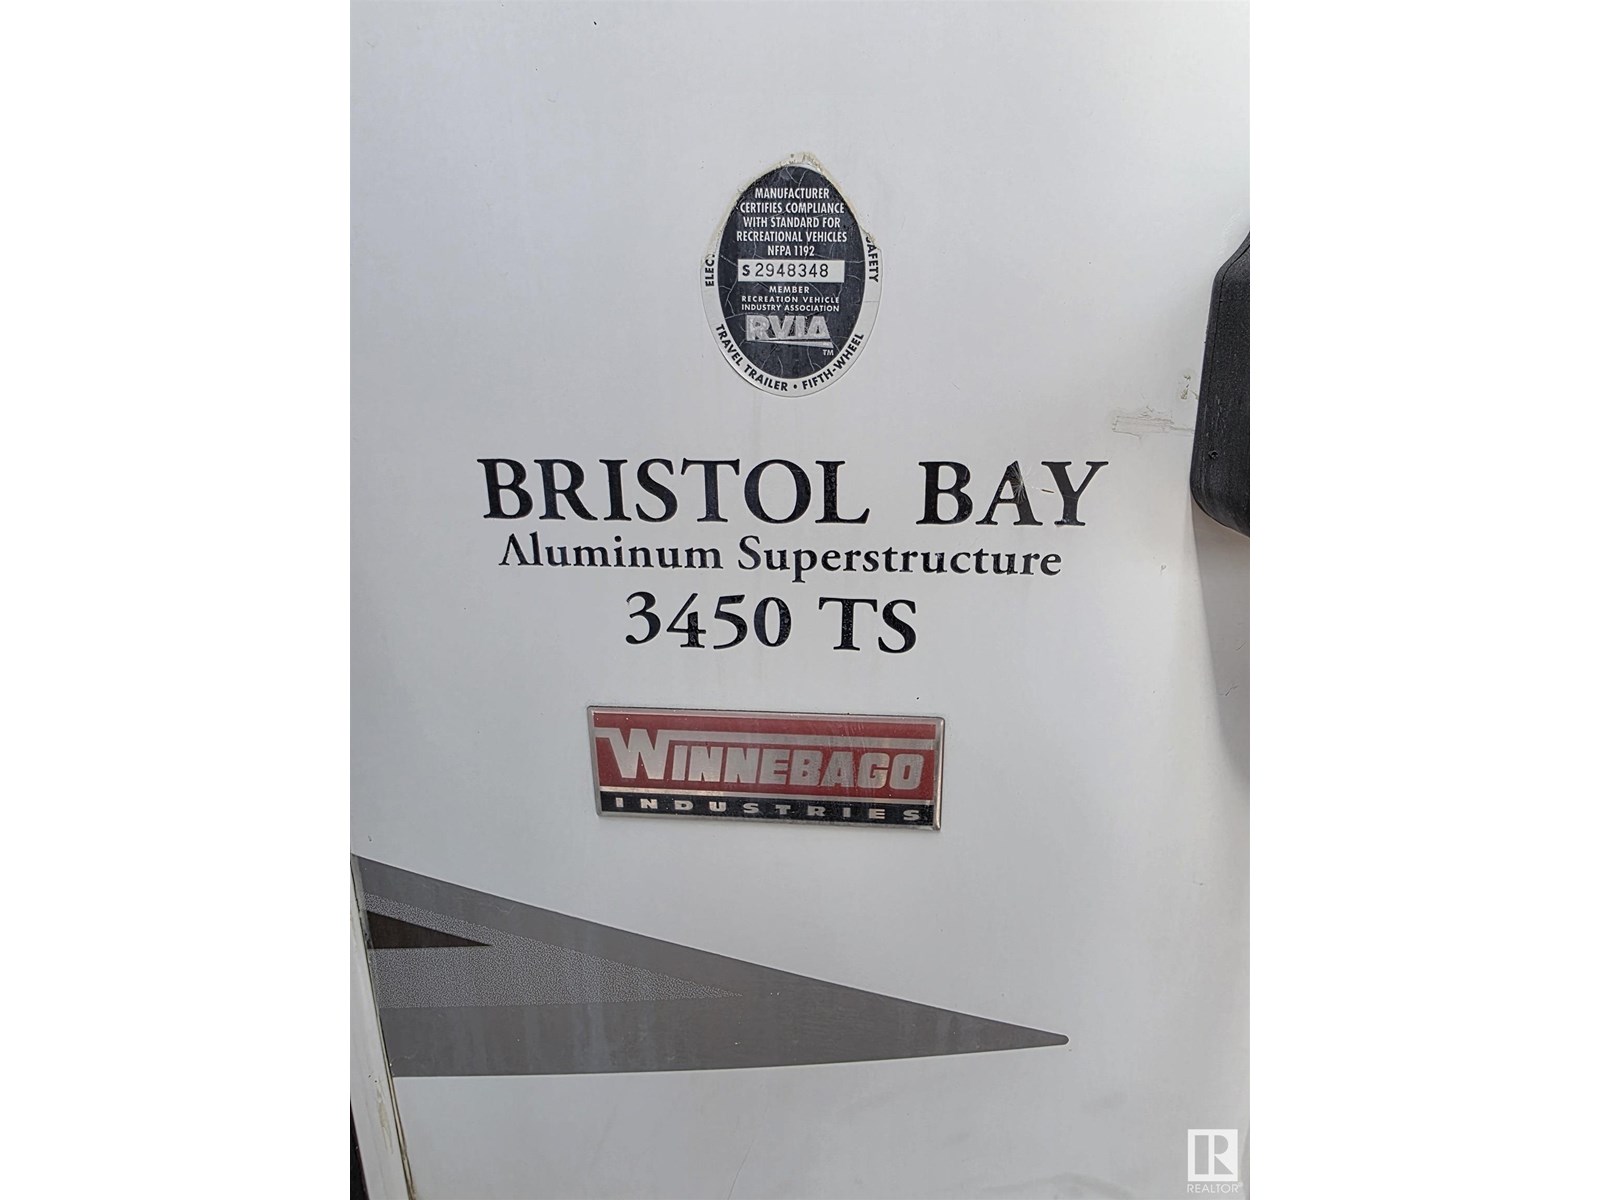 MANUFACTURER
CERTIFIES COMPLIANCE
WITH STANDARD FOR
RECREATIONAL VEHICLES
NFPA 1192
S 2948348
MEMBER
RECREATION VEHICLE
INDUSTRY ASSOCIATION
RVIA
TM
TRAVEL TRAILER • FIFTH-WHEEL
BRISTOL BAY
Aluminum Superstructure
3450 TS
WINNEBAGO
INDUSTRIES
REALTOR®